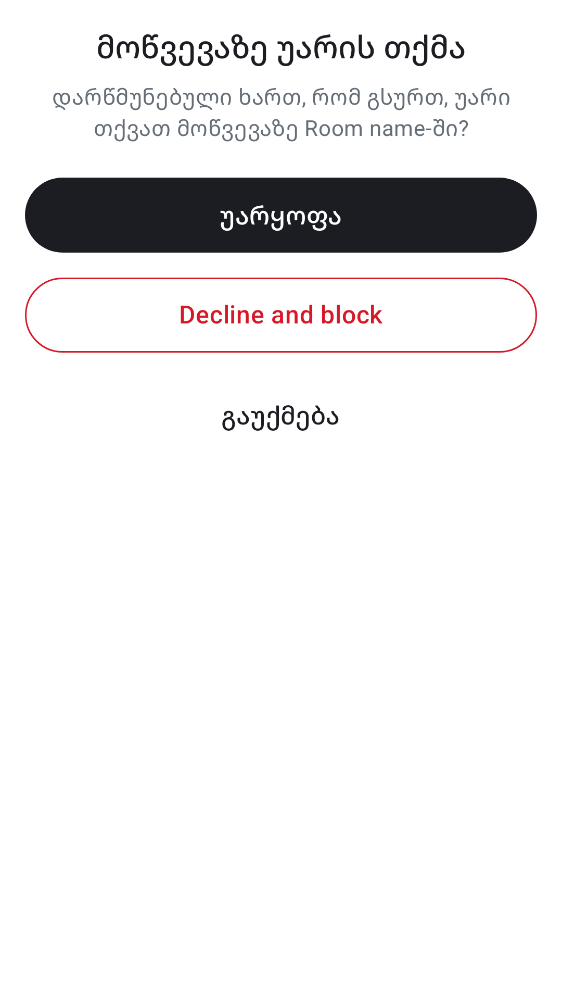 მოწვევაზე უარის თქმა
დარწმუნებული ხართ, რომ გსურთ, უარი
თქვათ მოწვევაზე Room name-ში?
უარყოფა
Decline and block
გაუქმება